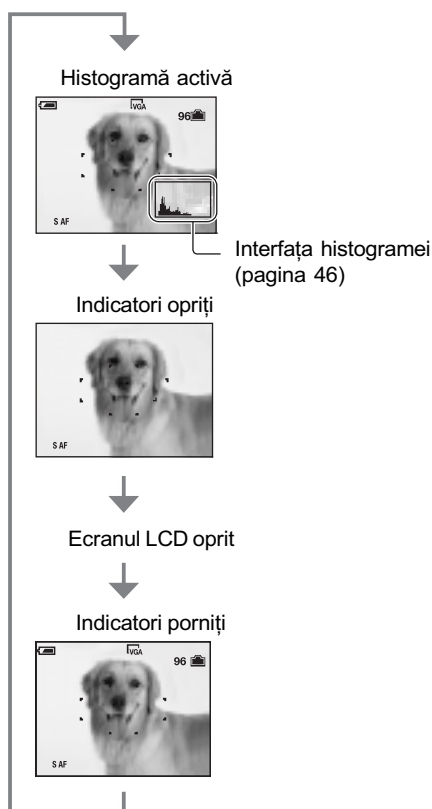 Histogramă activă
VGA
96
S AF
Interfața histogramei
(pagina 46)
Indicatori opriți
S AF
Ecranul LCD oprit
Indicatori porniți
VGA
96
S AF